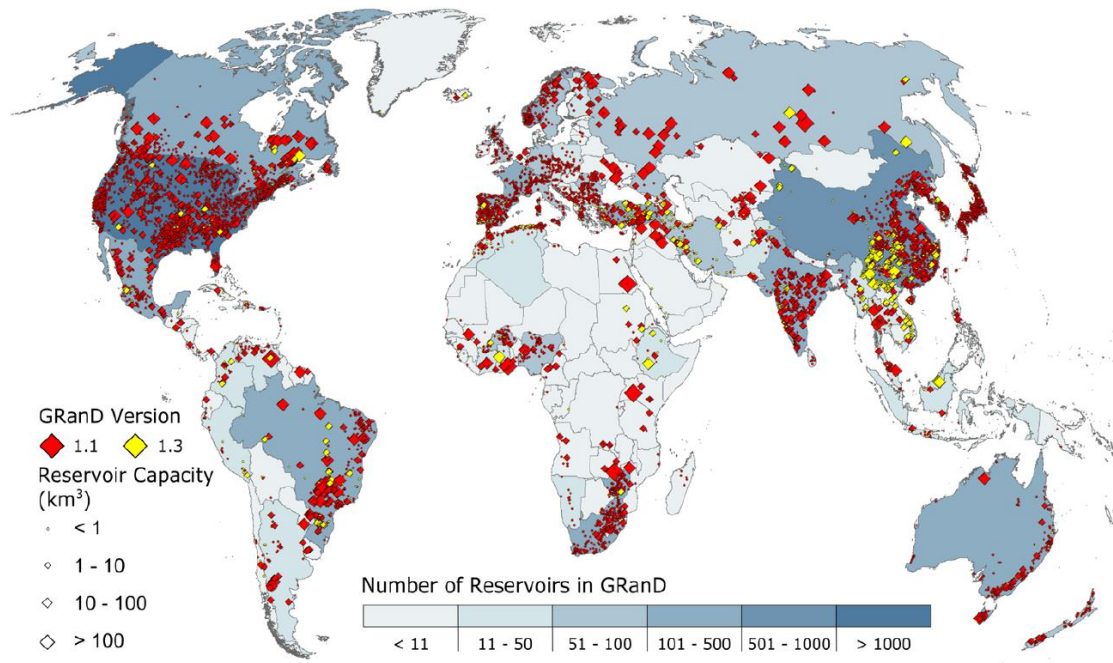 GRanD Version
1.1 1.3
Reservoir Capacity
(km³)
< 1
1 - 10
10 - 100
> 100
Number of Reservoirs in GRanD
< 11 11 - 50 51 - 100 101 - 500 501 - 1000 > 1000